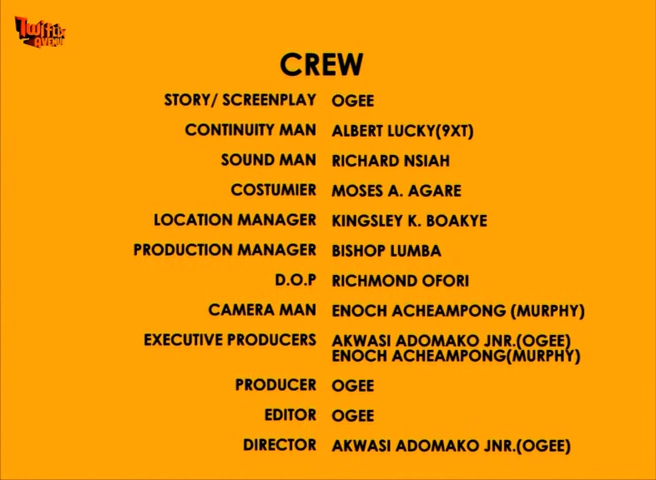 Twiflix
AVENUE
CREW
STORY/ SCREENPLAY OGEE
CONTINUITY MAN ALBERT LUCKY(9XT)
SOUND MAN RICHARD NSIAH
COSTUMIER MOSES A. AGARE
LOCATION MANAGER KINGSLEY K. BOAKYE
PRODUCTION MANAGER BISHOP LUMBA
D.O.P RICHMOND OFORI
CAMERA MAN ENOCH ACHEAMPONG (MURPHY)
EXECUTIVE PRODUCERS AKWASI ADOMAKO JNR.(OGEE)
ENOCH ACHEAMPONG(MURPHY)
PRODUCER OGEE
EDITOR OGEE
DIRECTOR AKWASI ADOMAKO JNR.(OGEE)